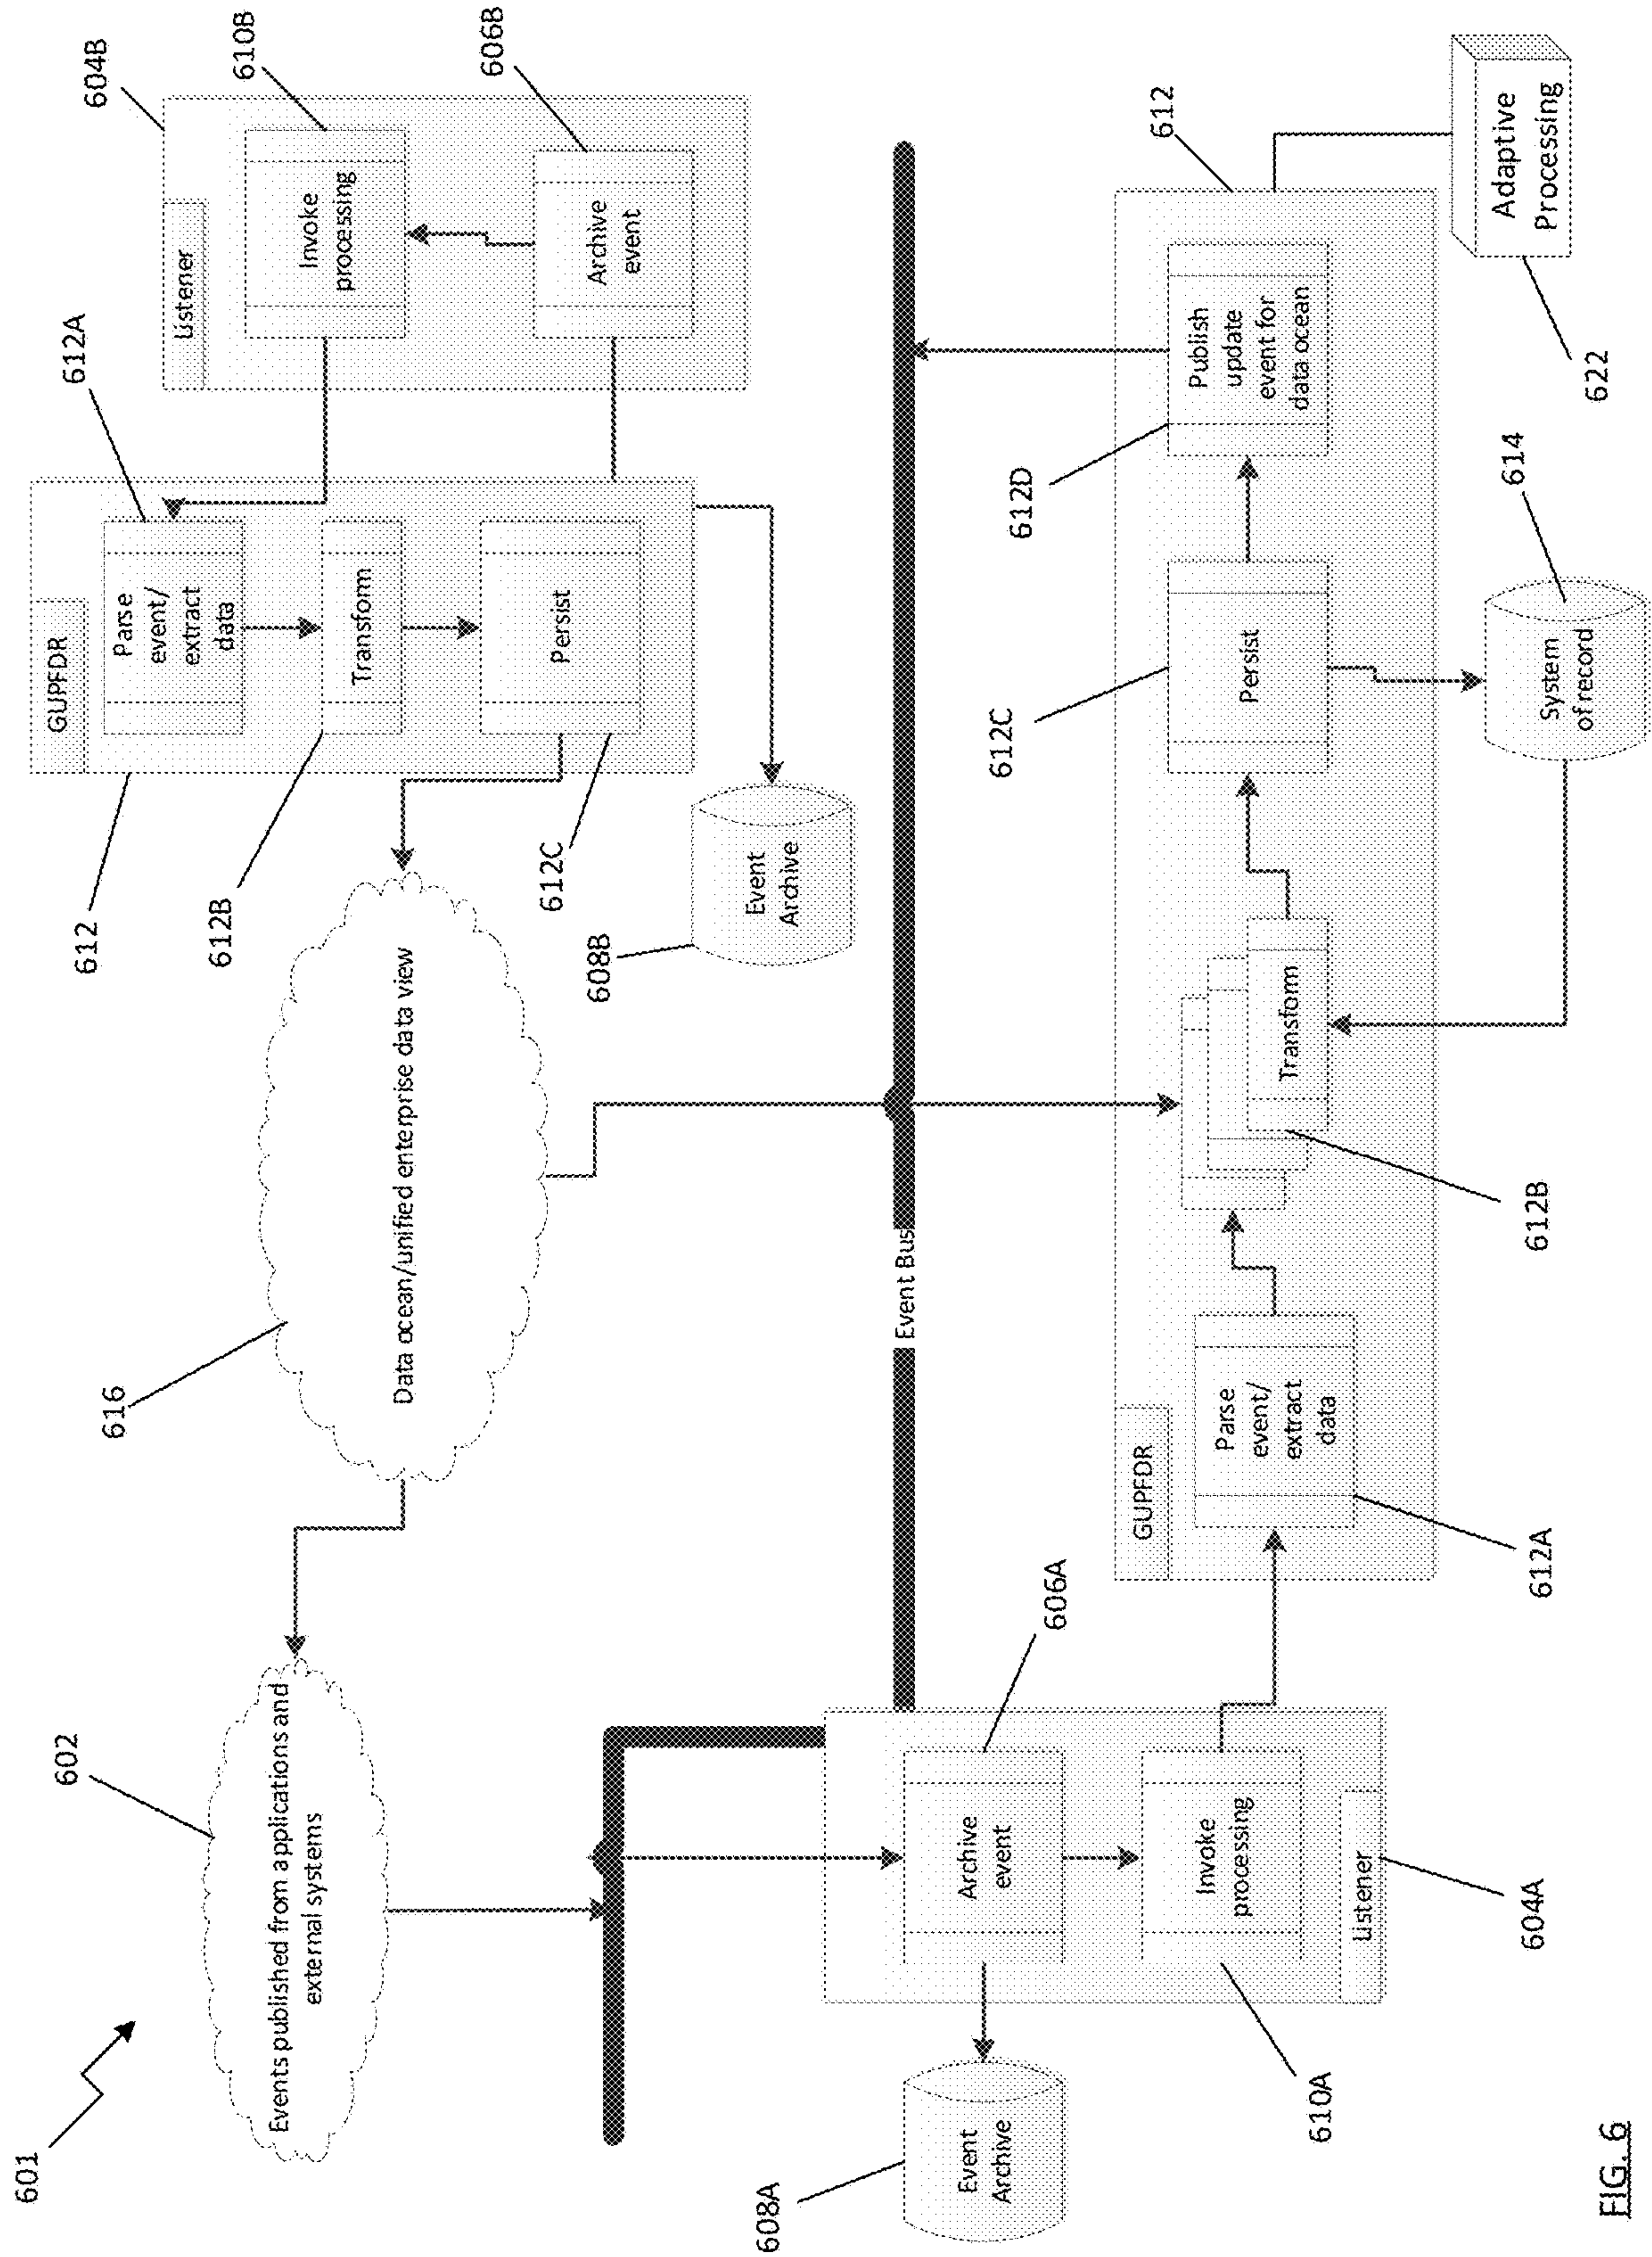 601
602
Events published from applications and
external systems
616
Data ocean/unified enterprise data view
612
GUPFDR
612A
Parse
event/
extract
data
612B
Transform
612C
Persist
604B
Listener
610B
Invoke
processing
606B
Archive
event
608B
Event
Archive
Event Bus
608A
Event
Archive
606A
Archive
event
610A
Invoke
processing
Listener
604A
GUPFDR
612A
Parse
event/
extract
data
612B
Transform
612C
Persist
612D
Publish
update
event for
data ocean
612
614
System
of record
622
Adaptive
Processing
FIG. 6